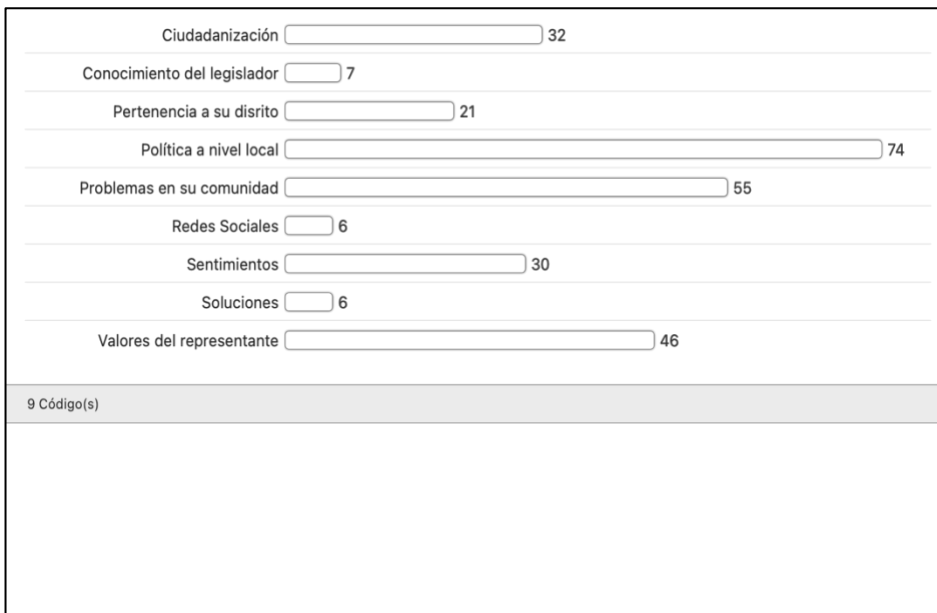 Ciudadanización 32
Conocimiento del legislador 7
Pertenencia a su disrito 21
Política a nivel local 74
Problemas en su comunidad 55
Redes Sociales 6
Sentimientos 30
Soluciones 6
Valores del representante 46
9 Código(s)